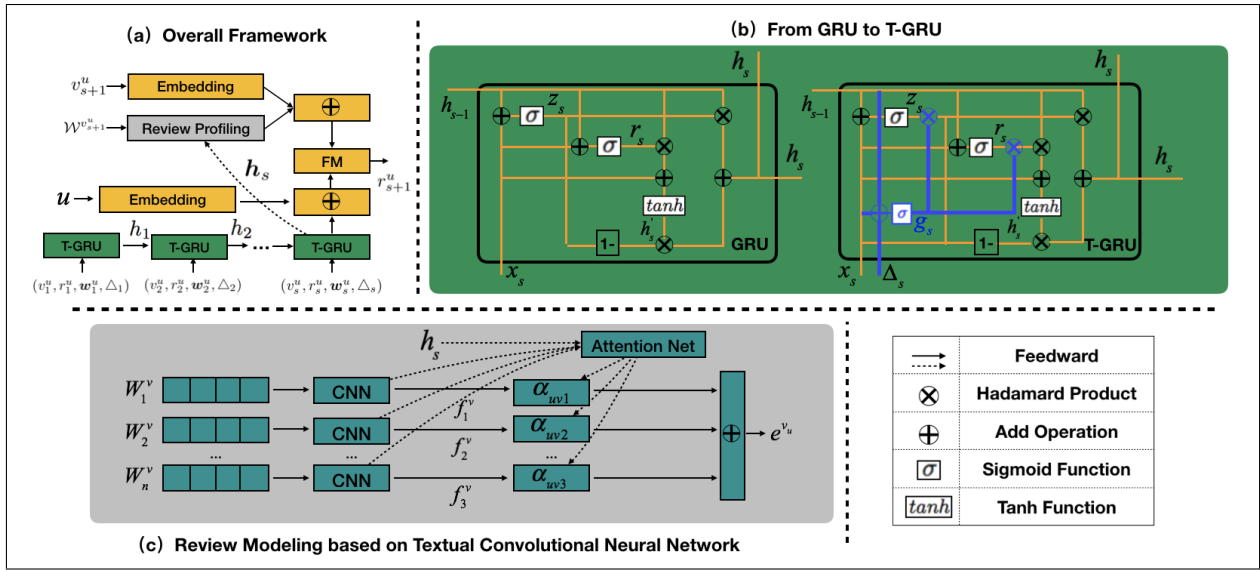 (a) Overall Framework
v^u_{s+1}
Embedding
𝒲^{v^u_{s+1}}
Review Profiling
⊕
FM
r^u_{s+1}
h_s
u
Embedding
⊕
T-GRU
h_1
T-GRU
h_2
...
T-GRU
(v^u_1, r^u_1, w^u_1, △_1)
(v^u_2, r^u_2, w^u_2, △_2)
(v^u_s, r^u_s, w^u_s, △_s)
(b) From GRU to T-GRU
h_s
h_{s-1}
z_s
σ
r_s
σ
h_s
tanh
h'_s
1-
GRU
x_s
h_s
h_{s-1}
z_s
σ
r_s
σ
h_s
tanh
σ
g_s
h'_s
1-
T-GRU
x_s
Δ_s
h_s
Attention Net
W^v_1
CNN
f^v_1
α_{uv1}
W^v_2
CNN
f^v_2
α_{uv2}
...
...
...
W^v_n
CNN
f^v_3
α_{uv3}
⊕
e^{v_u}
(c) Review Modeling based on Textual Convolutional Neural Network
Feedward
⊗ Hadamard Product
⊕ Add Operation
σ Sigmoid Function
tanh Tanh Function